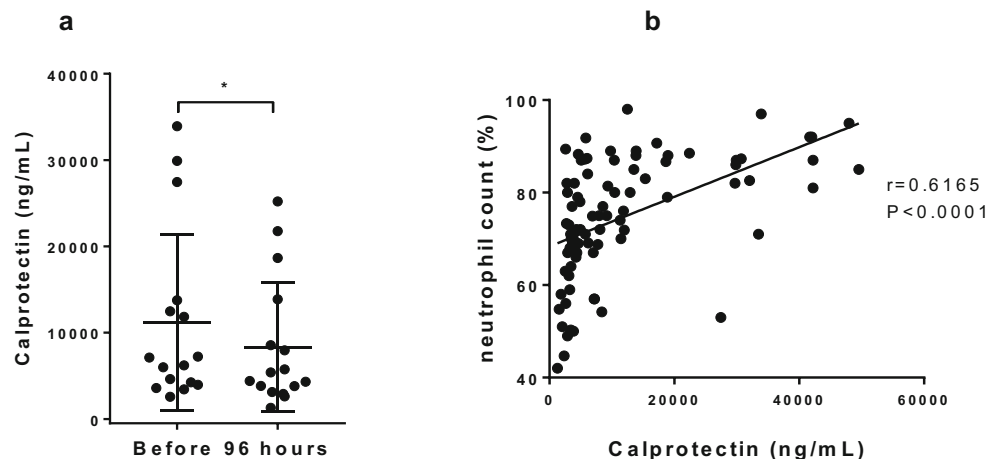 a
Calprotectin (ng/mL)
40000
30000
20000
10000
0
*
Before 96 hours
b
neutrophil count (%)
100
80
60
40
0 20000 40000 60000
Calprotectin (ng/mL)
r=0.6165
P<0.0001